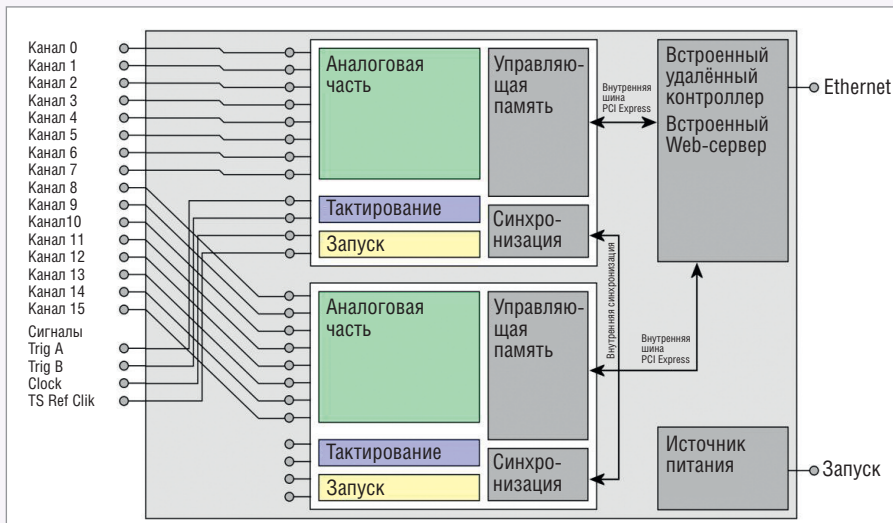 Канал 0
Канал 1
Канал 2
Канал 3
Канал 4
Канал 5
Канал 6
Канал 7
Канал 8
Канал 9
Канал10
Канал 11
Канал 12
Канал 13
Канал 14
Канал 15
Сигналы
Trig A
Trig B
Clock
TS Ref Clik
Аналоговая
часть
Управляю-
щая
память
Тактирование
Запуск
Синхро-
низация
Внутренняя
шина
PCI Express
Встроенный
удалённый
контроллер
Встроенный
Web-сервер
Ethernet
Аналоговая
часть
Управляю-
щая
память
Тактирование
Запуск
Синхро-
низация
Внутренняя синхронизация
Внутренняя
шина
PCI Express
Источник
питания
Запуск